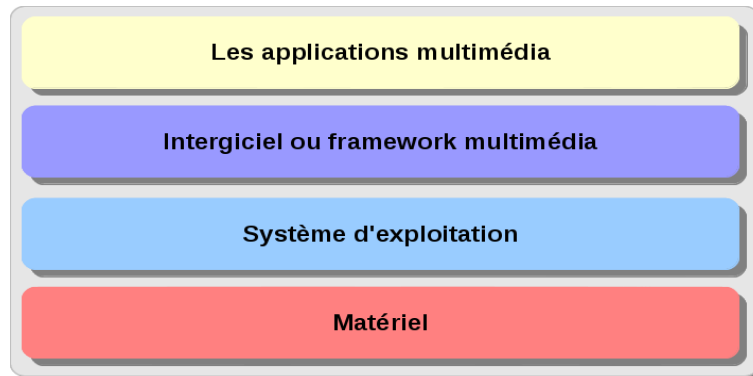 Les applications multimédia
Intergiciel ou framework multimédia
Système d'exploitation
Matériel